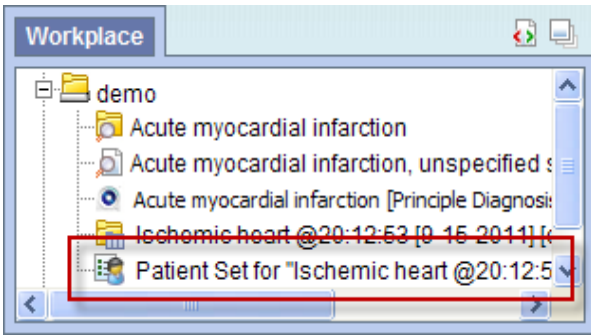 Workplace
demo
Acute myocardial infarction
Acute myocardial infarction, unspecified s
Acute myocardial infarction [Principle Diagnosis
Ischemic heart @20:12:53 [9-15-2011] [
Patient Set for "Ischemic heart @20:12:5